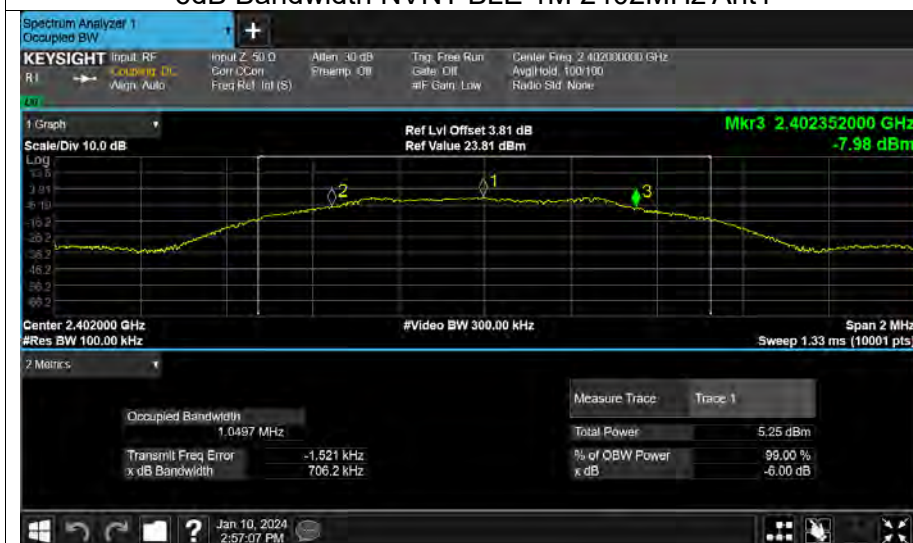 Spectrum Analyzer 1
Occupied BW
KEYSIGHT Input: RF
Coupling: DC
Align: Auto
Input Z: 50 Ω
Corr CCorr
Freq Ref: Int (S)
Atten: 30 dB
Preamp: Off
Trig: Free Run
Gate: Off
#IF Gain: Low
Center Freq: 2.402000000 GHz
Avg|Hold: 100/100
Radio Std: None
1 Graph
Scale/Div 10.0 dB
Ref Lvl Offset 3.81 dB
Ref Value 23.81 dBm
Mkr3 2.402352000 GHz
-7.98 dBm
Log
2
1
3
Center 2.402000 GHz
#Res BW 100.00 kHz
#Video BW 300.00 kHz
Span 2 MHz
Sweep 1.33 ms (10001 pts)
2 Metrics
Occupied Bandwidth
1.0497 MHz
Transmit Freq Error -1.521 kHz
x dB Bandwidth 706.2 kHz
Measure Trace Trace 1
Total Power 5.25 dBm
% of OBW Power 99.00 %
x dB -6.00 dB
Jan 10, 2024
2:57:07 PM